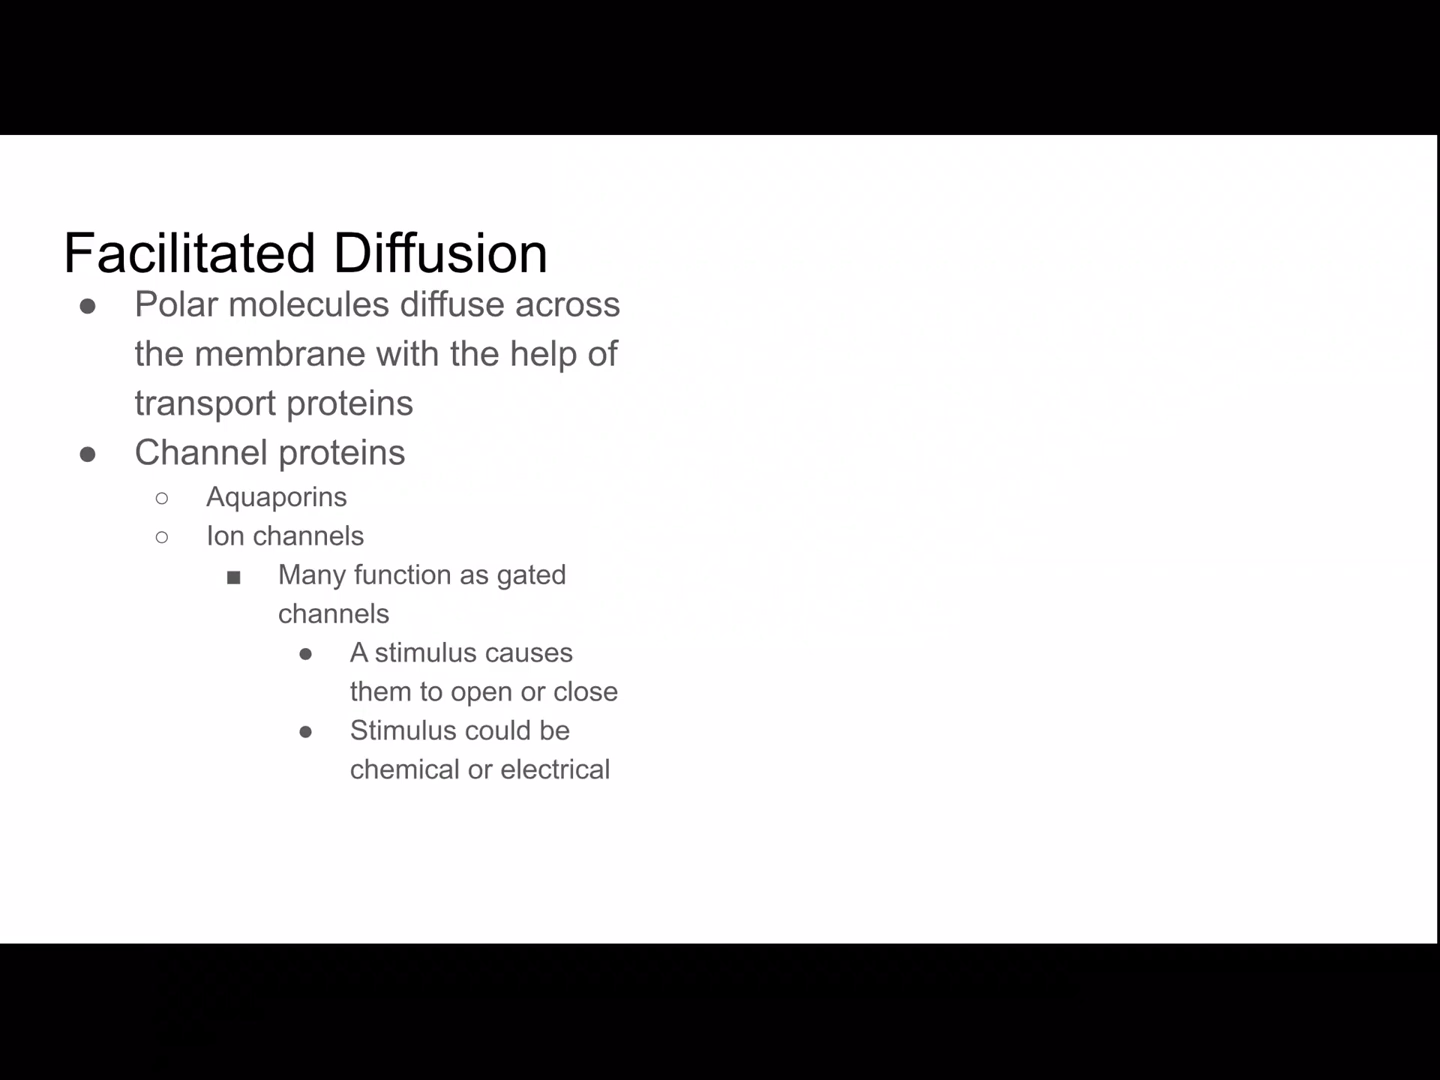 Facilitated Diffusion
● Polar molecules diffuse across
the membrane with the help of
transport proteins
● Channel proteins
○ Aquaporins
○ Ion channels
■ Many function as gated
channels
● A stimulus causes
them to open or close
● Stimulus could be
chemical or electrical